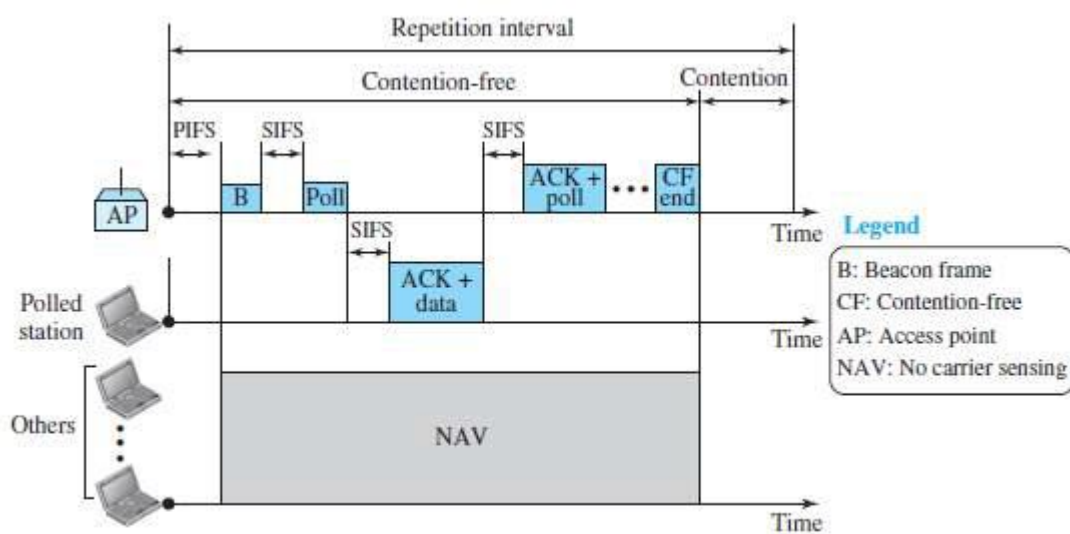 Repetition interval
Contention-free
Contention
PIFS
SIFS
SIFS
B
Poll
ACK +
poll
CF
end
AP
Time
SIFS
ACK +
data
Polled
station
Time
Others
NAV
Time
Legend
B: Beacon frame
CF: Contention-free
AP: Access point
NAV: No carrier sensing